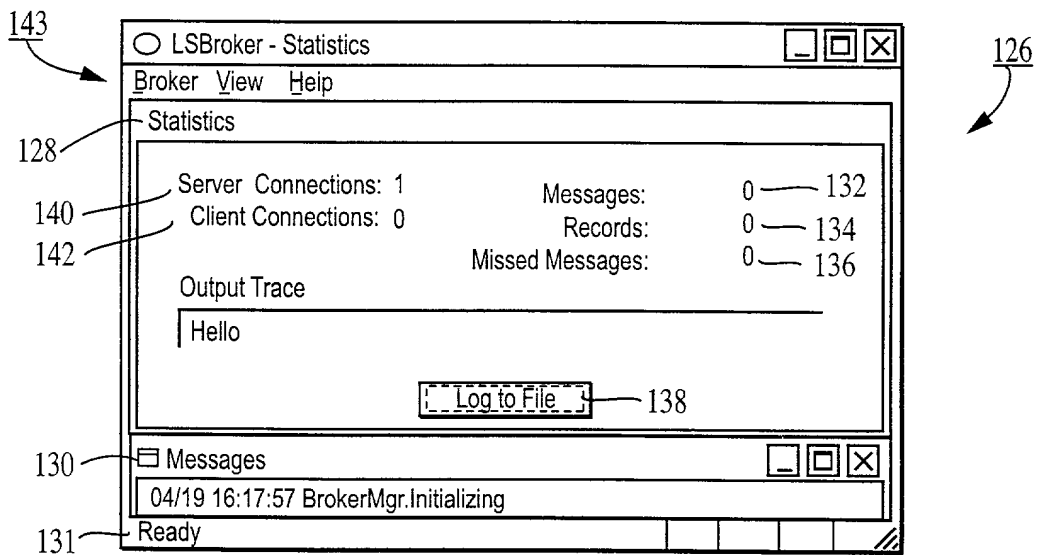 143
LSBroker - Statistics
126
Broker View Help
128 Statistics
140 Server Connections: 1
142 Client Connections: 0
Messages: 0 132
Records: 0 134
Missed Messages: 0 136
Output Trace
Hello
Log to File 138
130 Messages
04/19 16:17:57 BrokerMgr.Initializing
131 Ready